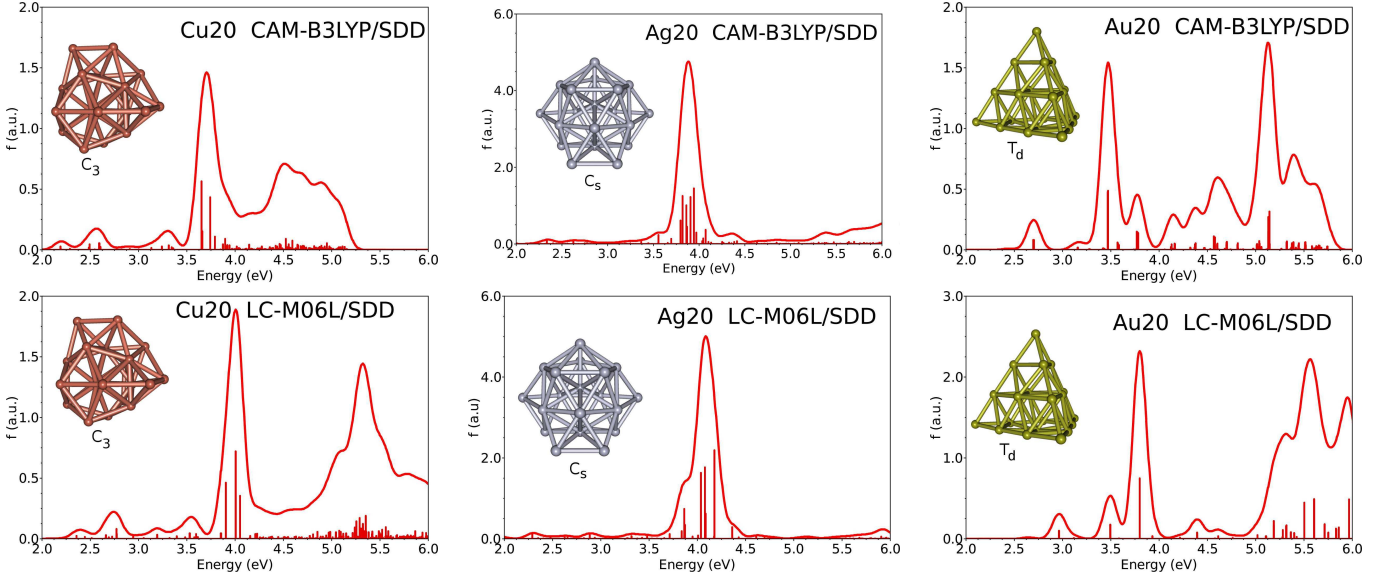 Cu20 CAM-B3LYP/SDD
2.0
1.5
1.0
0.5
0.0
f (a.u.)
C3
2.0 2.5 3.0 3.5 4.0 4.5 5.0 5.5 6.0
Energy (eV)
Ag20 CAM-B3LYP/SDD
6.0
4.0
2.0
0.0
f (a.u.)
Cs
2.0 2.5 3.0 3.5 4.0 4.5 5.0 5.5 6.0
Energy (eV)
Au20 CAM-B3LYP/SDD
2.0
1.5
1.0
0.5
0.0
f (a.u.)
Td
2.0 2.5 3.0 3.5 4.0 4.5 5.0 5.5 6.0
Energy (eV)
Cu20 LC-M06L/SDD
2.0
1.5
1.0
0.5
0.0
f (a.u.)
C3
2.0 2.5 3.0 3.5 4.0 4.5 5.0 5.5 6.0
Energy (eV)
Ag20 LC-M06L/SDD
6.0
4.0
2.0
0.0
f (a.u)
Cs
2.0 2.5 3.0 3.5 4.0 4.5 5.0 5.5 6.0
Energy (eV)
Au20 LC-M06L/SDD
3.0
2.0
1.0
0.0
f (a.u.)
Td
2.0 2.5 3.0 3.5 4.0 4.5 5.0 5.5 6.0
Energy (eV)